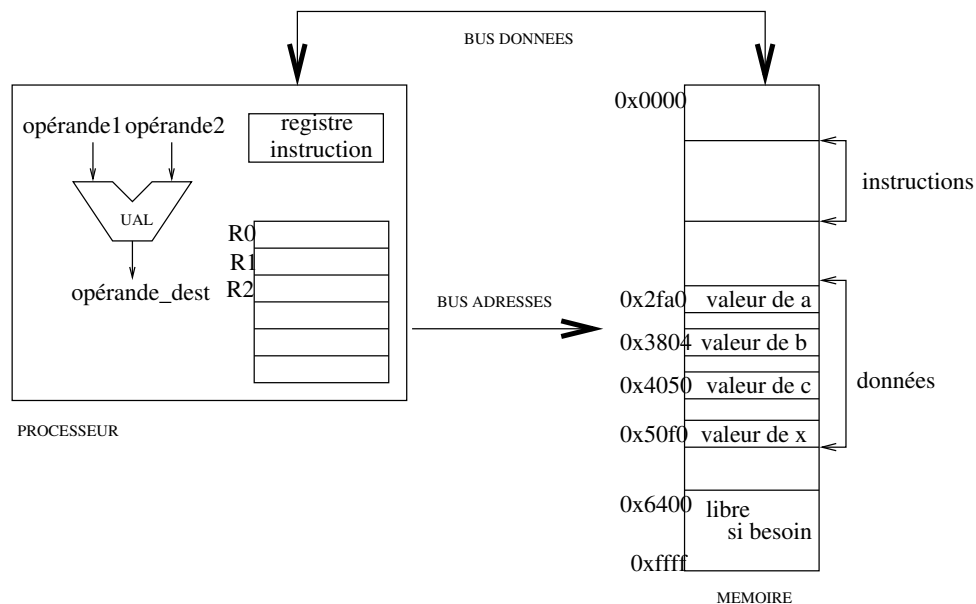 BUS DONNEES
opérande1 opérande2
registre
instruction
UAL
opérande_dest
R0
R1
R2
PROCESSEUR
BUS ADRESSES
0x0000
instructions
0x2fa0 valeur de a
0x3804 valeur de b
0x4050 valeur de c
0x50f0 valeur de x
données
0x6400 libre
si besoin
0xffff
MEMOIRE